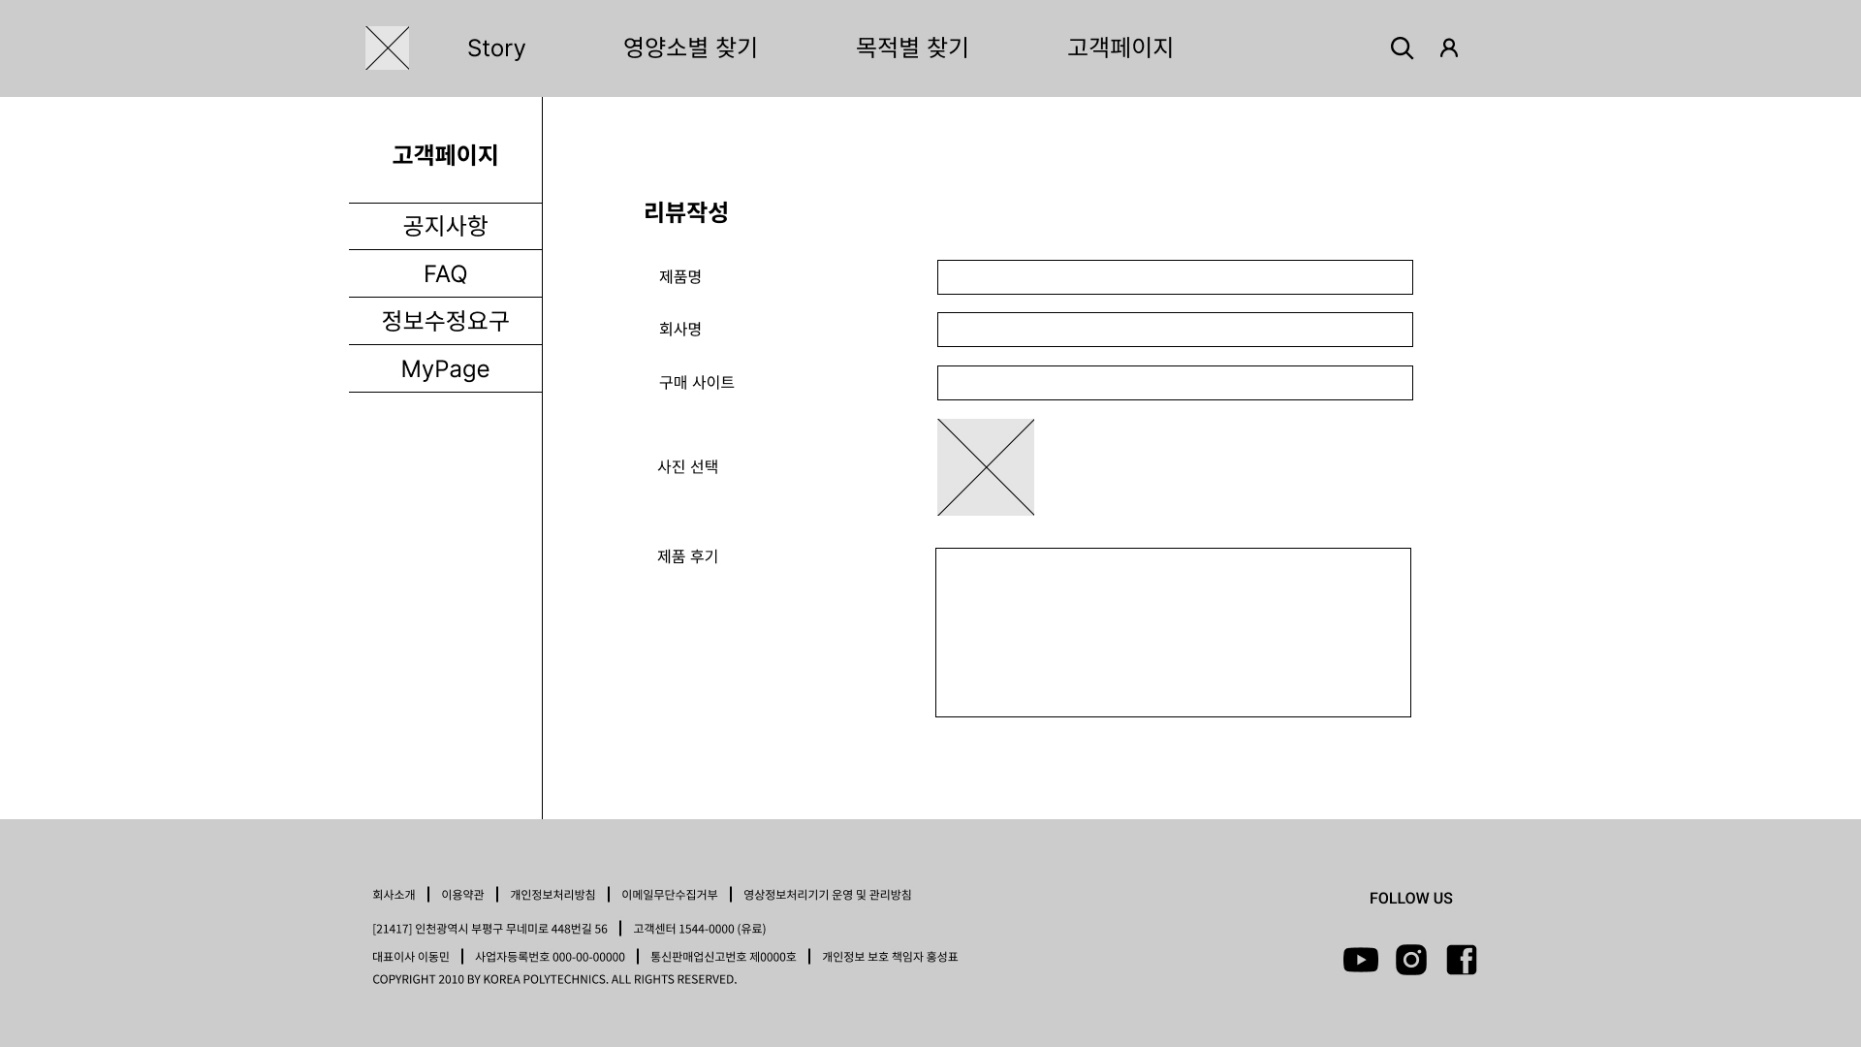 Story 영양소별 찾기 목적별 찾기 고객페이지
고객페이지
공지사항
FAQ
정보수정요구
MyPage
리뷰작성
제품명
회사명
구매 사이트
사진 선택
제품 후기
회사소개 | 이용약관 | 개인정보처리방침 | 이메일무단수집거부 | 영상정보처리기기 운영 및 관리방침
[21417] 인천광역시 부평구 무네미로 448번길 56 | 고객센터 1544-0000 (유료)
대표이사 이동민 | 사업자등록번호 000-00-00000 | 통신판매업신고번호 제0000호 | 개인정보 보호 책임자 홍성표
COPYRIGHT 2010 BY KOREA POLYTECHNICS. ALL RIGHTS RESERVED.
FOLLOW US